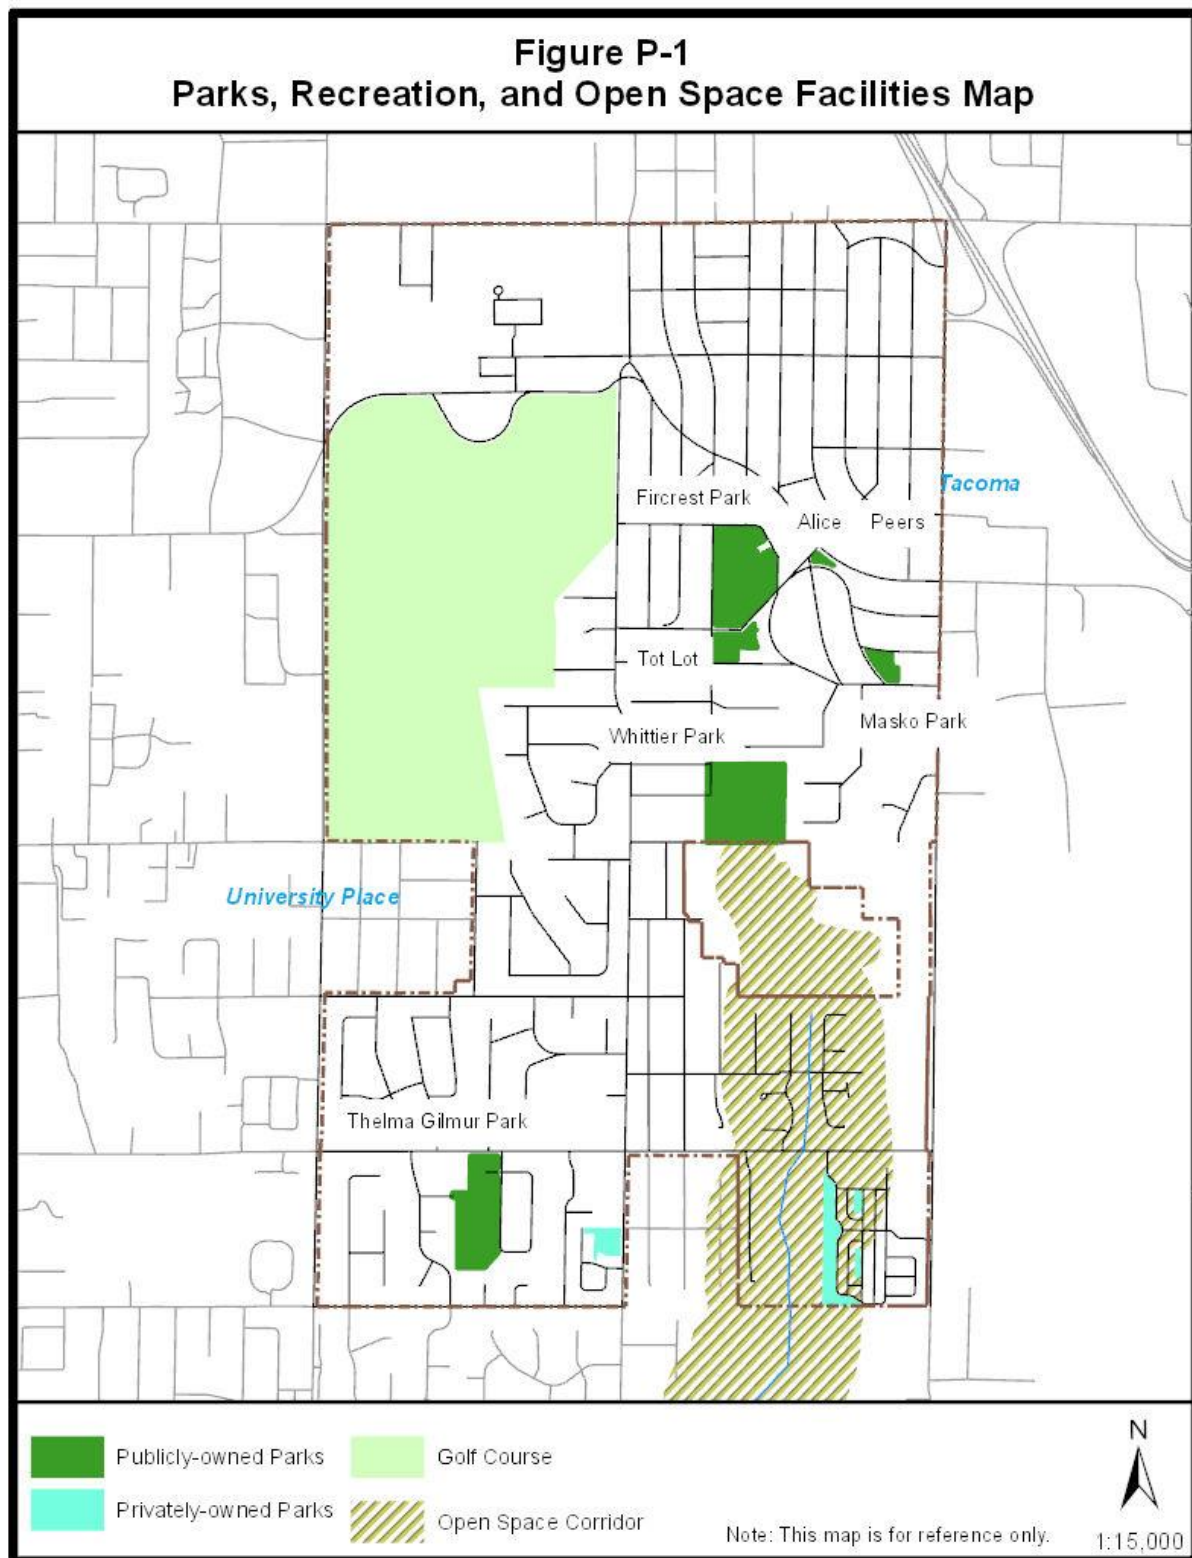 Figure P-1
Parks, Recreation, and Open Space Facilities Map
Tacoma
Fircrest Park
Alice Peers
Tot Lot
Masko Park
Whittier Park
University Place
Thelma Gilmur Park
Publicly-owned Parks
Golf Course
N
Privately-owned Parks
Open Space Corridor
Note: This map is for reference only.
1:15,000